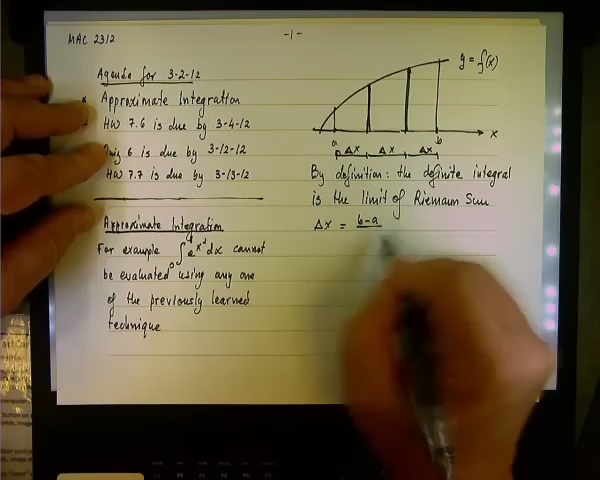 MAC 2312
-1-
Agenda for 3-2-12
Approximate Integration
HW 7.6 is due by 3-4-12
Quiz 6 is due by 3-12-12
HW 7.7 is due by 3-13-12
Approximate Integration
For example ∫₀¹ e^x² dx cannot
be evaluated using any one
of the previously learned
technique
y = f(x)
a b x
Δx Δx Δx
By definition: the definite integral
is the limit of Riemann Sum
Δx = b-a